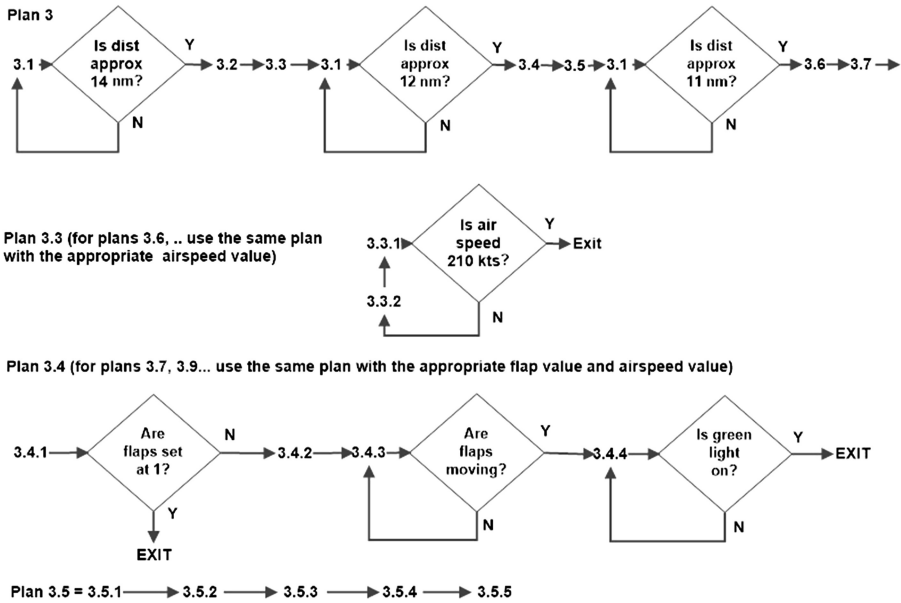 Plan 3
3.1
Is dist
approx
14 nm?
Y
N
3.2
3.3
3.1
Is dist
approx
12 nm?
Y
N
3.4
3.5
3.1
Is dist
approx
11 nm?
Y
N
3.6
3.7
Plan 3.3 (for plans 3.6, .. use the same plan
with the appropriate airspeed value)
3.3.1
Is air
speed
210 kts?
Y
Exit
3.3.2
N
Plan 3.4 (for plans 3.7, 3.9... use the same plan with the appropriate flap value and airspeed value)
3.4.1
Are
flaps set
at 1?
N
Y
EXIT
3.4.2
3.4.3
Are
flaps
moving?
Y
N
3.4.4
Is green
light
on?
Y
N
EXIT
Plan 3.5 = 3.5.1 3.5.2 3.5.3 3.5.4 3.5.5